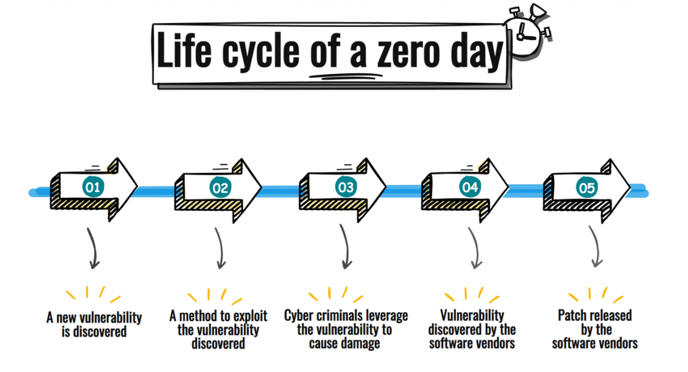 Life cycle of a zero day
01
02
03
04
05
A new vulnerability
is discovered
A method to exploit
the vulnerability
discovered
Cyber criminals leverage
the vulnerability to
cause damage
Vulnerability
discovered by the
software vendors
Patch released
by the
software vendors